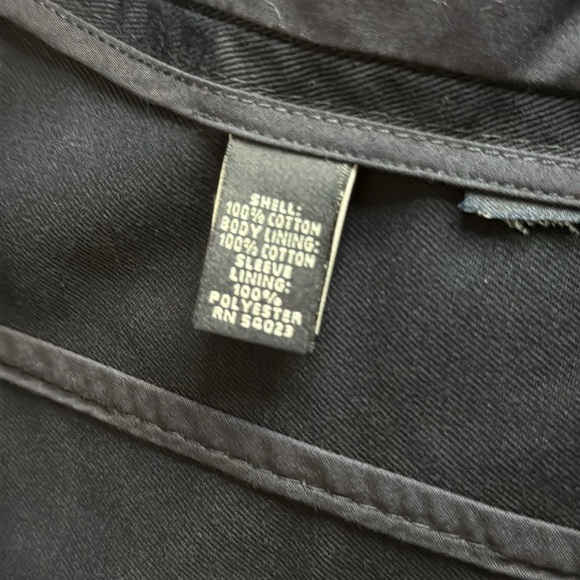 SHELL:
100% COTTON
BODY LINING:
100% COTTON
SLEEVE
LINING:
100%
POLYESTER
RN 54023